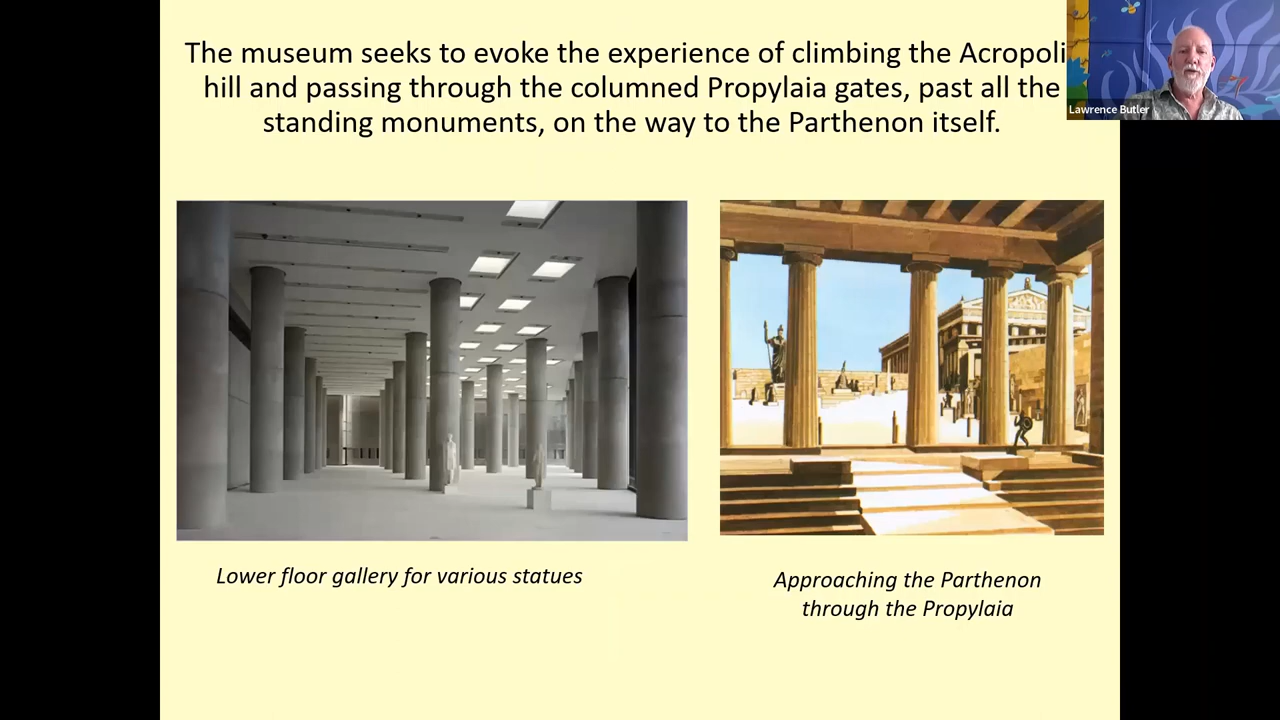 The museum seeks to evoke the experience of climbing the Acropoli
hill and passing through the columned Propylaia gates, past all the
standing monuments, on the way to the Parthenon itself.
Lawrence Butler
Lower floor gallery for various statues
Approaching the Parthenon
through the Propylaia